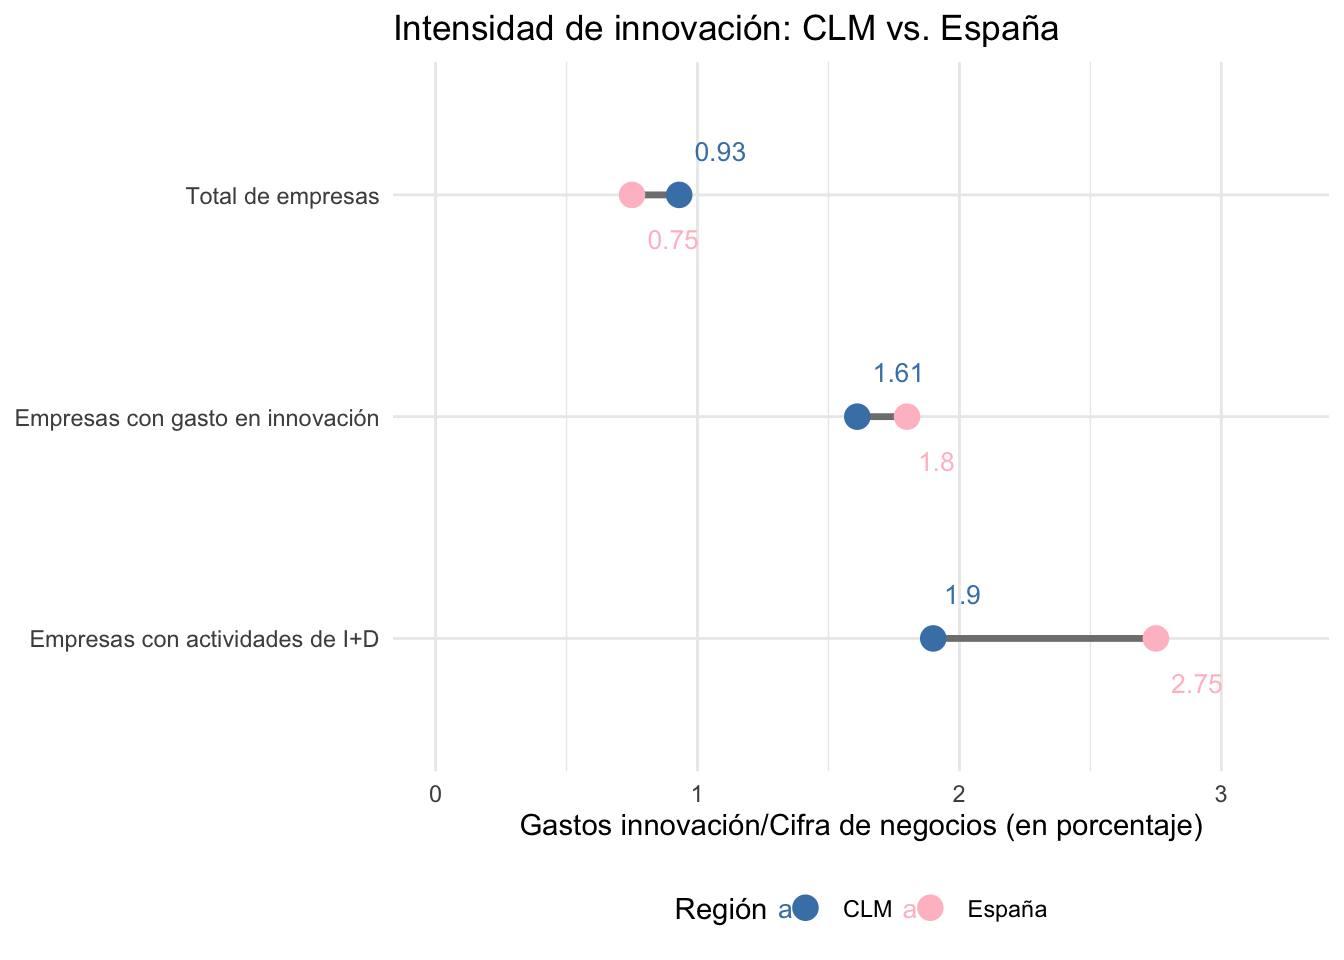 Intensidad de innovación: CLM vs. España
0.93
Total de empresas
0.75
1.61
Empresas con gasto en innovación
1.8
1.9
Empresas con actividades de I+D
2.75
0 1 2 3
Gastos innovación/Cifra de negocios (en porcentaje)
Región a CLM a España